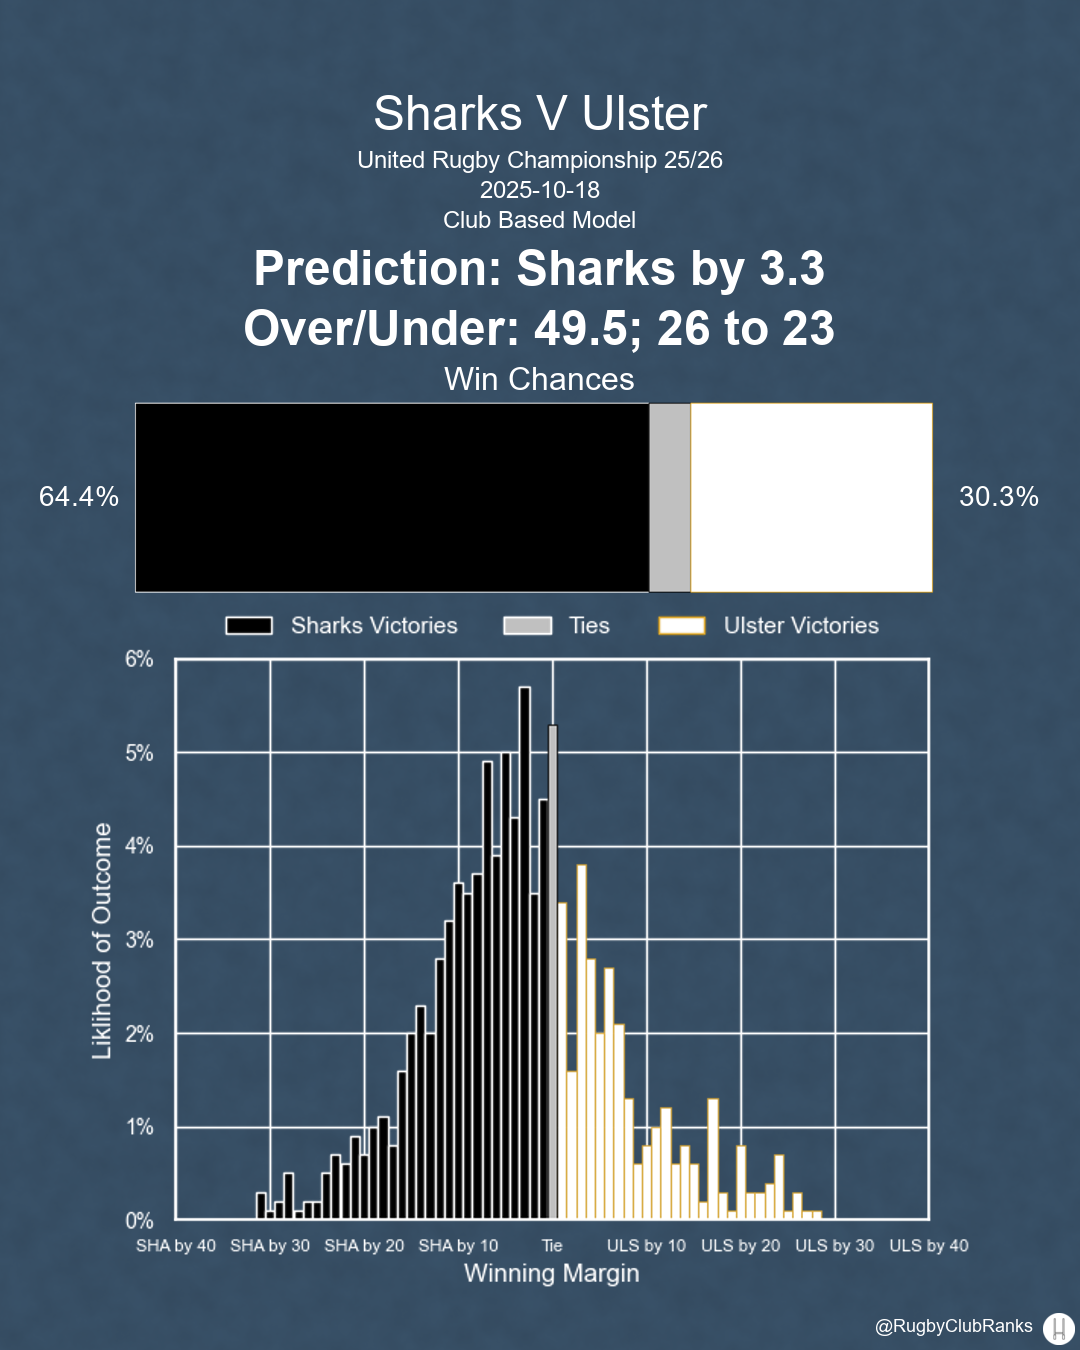 Sharks V Ulster
United Rugby Championship 25/26
2025-10-18
Club Based Model
Prediction: Sharks by 3.3
Over/Under: 49.5; 26 to 23
Win Chances
64.4%
30.3%
Sharks Victories
Ties
Ulster Victories
6%
5%
4%
3%
2%
1%
0%
Liklihood of Outcome
SHA by 40 SHA by 30 SHA by 20 SHA by 10 Tie ULS by 10 ULS by 20 ULS by 30 ULS by 40
Winning Margin
@RugbyClubRanks